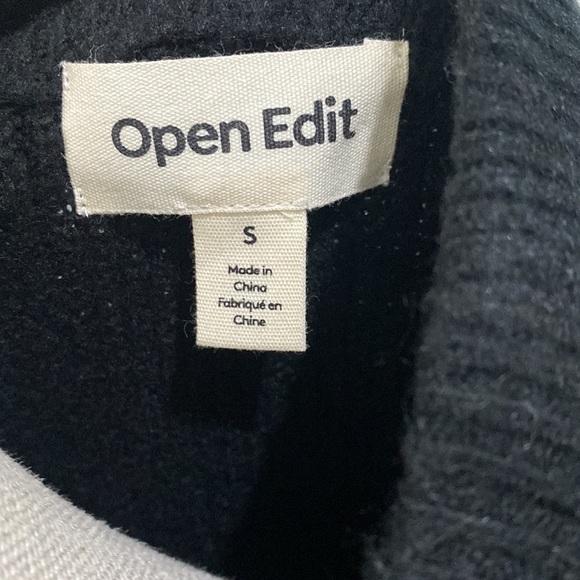 Open Edit
S
Made in
China
Fabriqué en
Chine